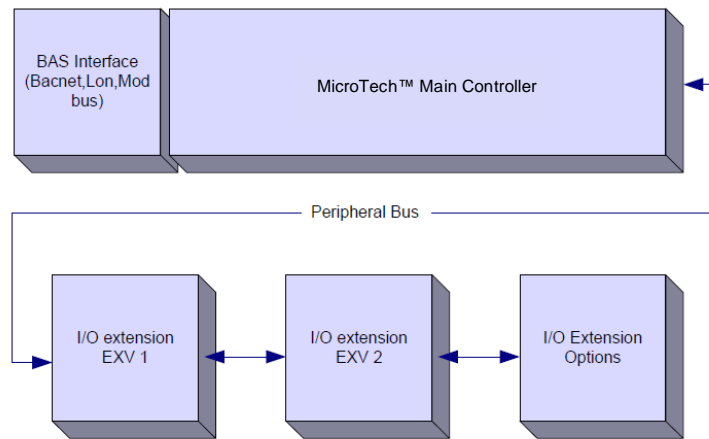 BAS Interface
(Bacnet,Lon,Mod
bus)
MicroTech™ Main Controller
Peripheral Bus
I/O extension
EXV 1
I/O extension
EXV 2
I/O Extension
Options